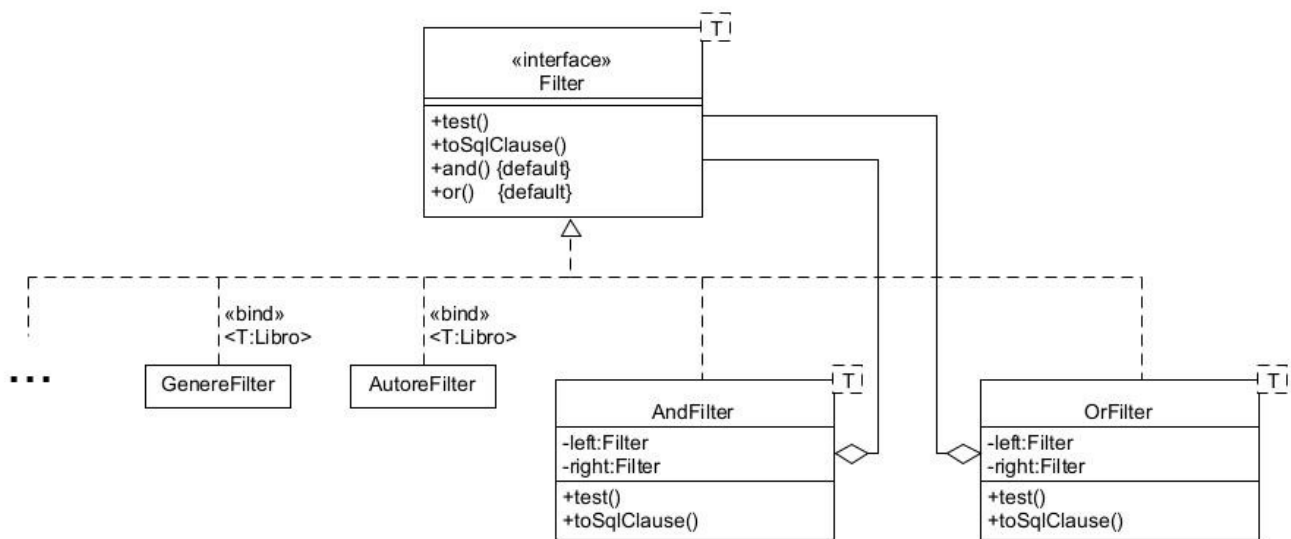 T
«interface»
Filter
+test()
+toSqlClause()
+and() {default}
+or() {default}
«bind»
<T:Libro>
«bind»
<T:Libro>
...
GenereFilter
AutoreFilter
T
AndFilter
-left:Filter
-right:Filter
+test()
+toSqlClause()
T
OrFilter
-left:Filter
-right:Filter
+test()
+toSqlClause()